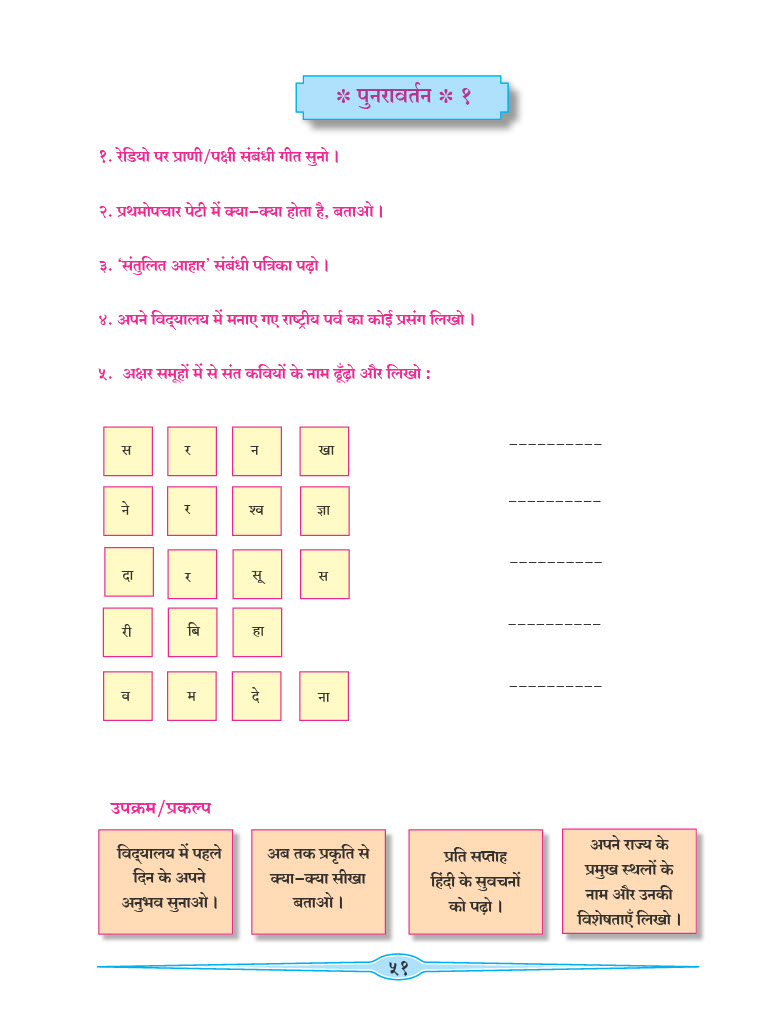 ✲ पुनरावर्तन ✲ १
१. रेडियो पर प्राणी/पक्षी संबंधी गीत सुनो ।
२. प्रथमोपचार पेटी में क्या-क्या होता है, बताओ ।
३. ‘संतुलित आहार’ संबंधी पत्रिका पढ़ो ।
४. अपने विद्‌यालय में मनाए गए राष्ट्रीय पर्व का कोई प्रसंग लिखो ।
५. अक्षर समूहों में से संत कवियों के नाम ढूँढ़ो और लिखो :
स र न खा ----------
ने र श्व ज्ञा ----------
दा र सू स ----------
री बि हा ----------
व म दे ना ----------
उपक्रम/प्रकल्प
विद्‌यालय में पहले
दिन के अपने
अनुभव सुनाओ ।
अब तक प्रकृति से
क्या-क्या सीखा
बताओ ।
प्रति सप्ताह
हिंदी के सुवचनों
को पढ़ो ।
अपने राज्य के
प्रमुख स्थलों के
नाम और उनकी
विशेषताएँ लिखो ।
५१